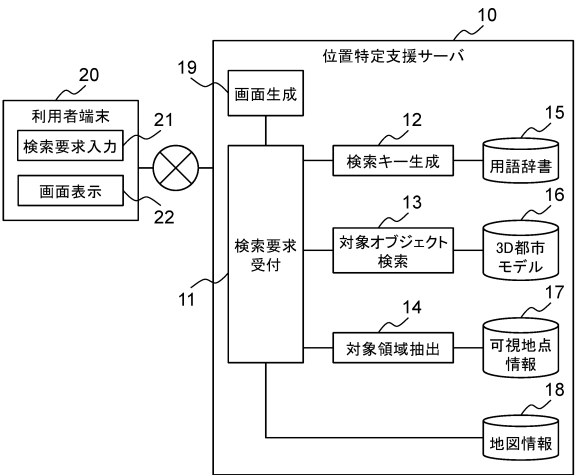 10
位置特定支援サーバ
19
画面生成
20
利用者端末
21
検索要求入力
画面表示
22
12
検索キー生成
15
用語辞書
検索要求
受付
11
13
対象オブジェクト
検索
16
3D都市
モデル
14
対象領域抽出
17
可視地点
情報
18
地図情報